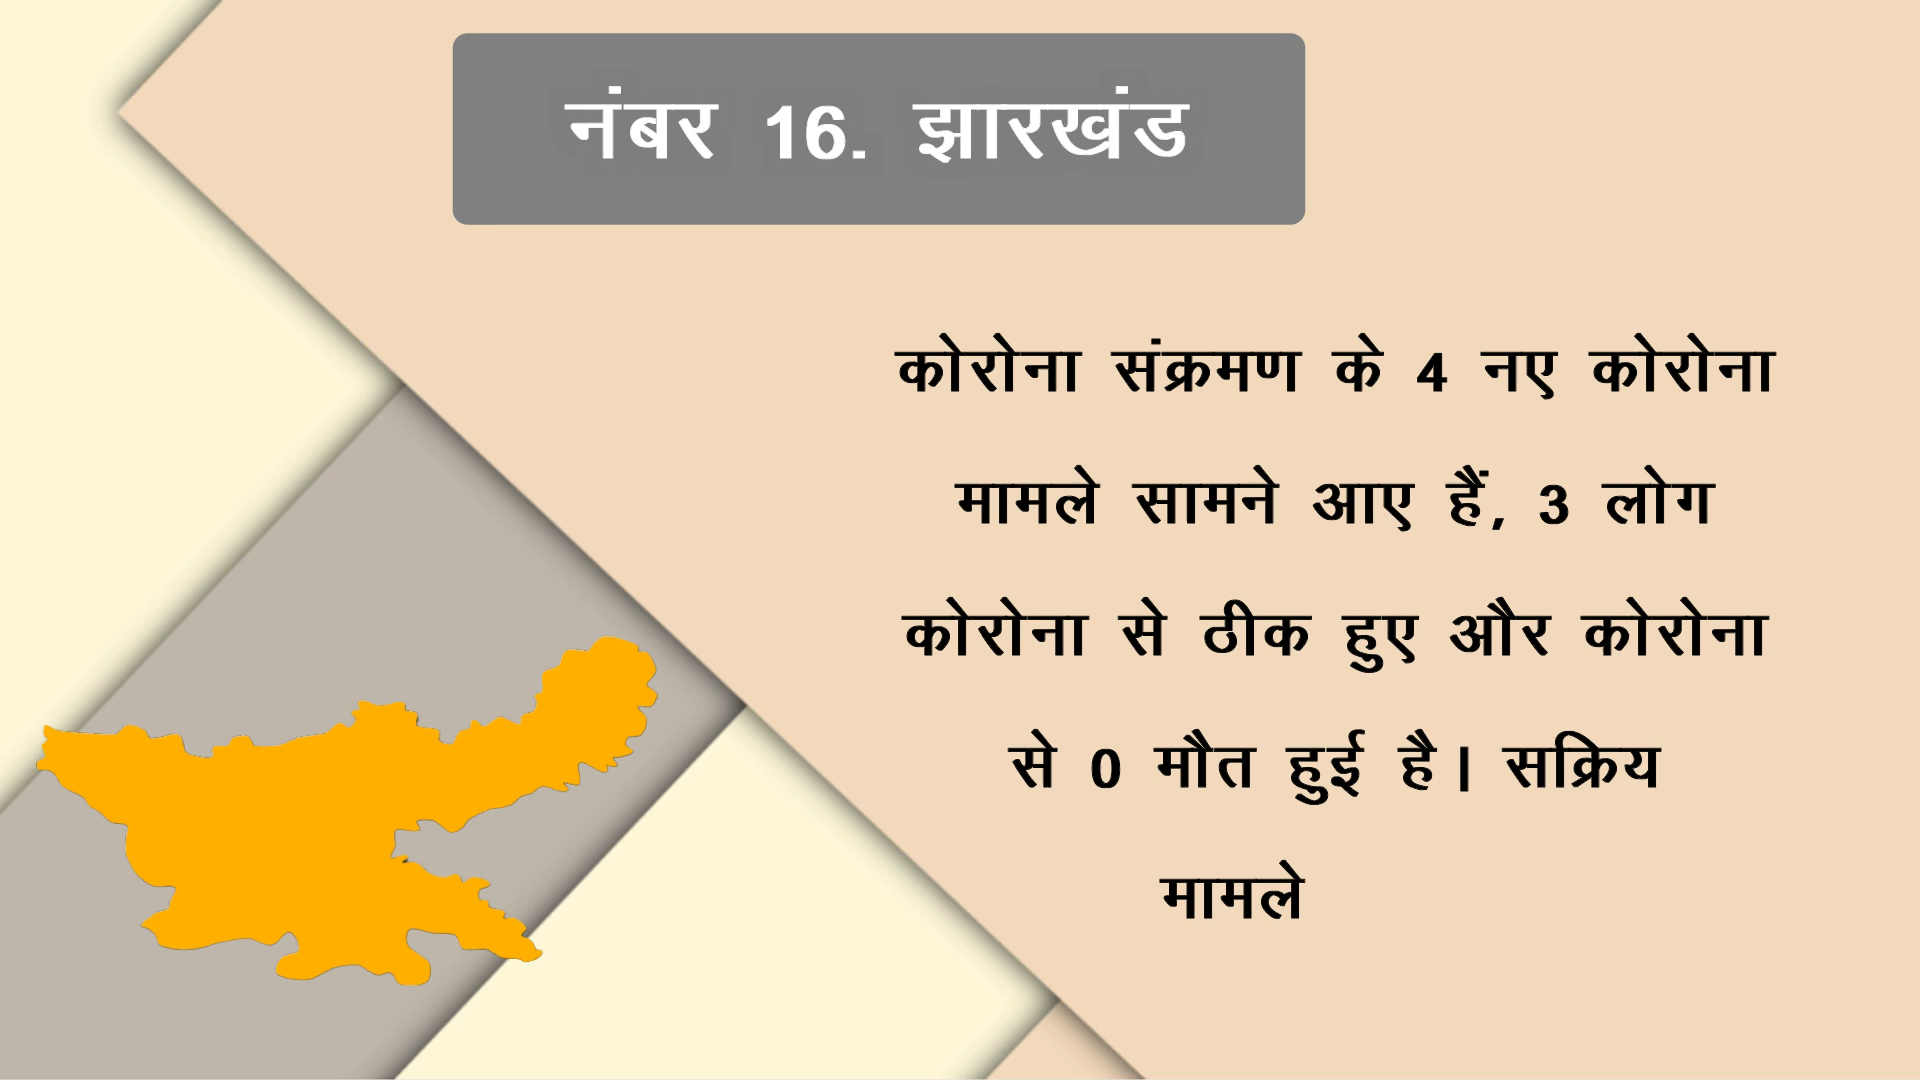 नंबर 16. झारखंड
कोरोना संक्रमण के 4 नए कोरोना
मामले सामने आए हैं, 3 लोग
कोरोना से ठीक हुए और कोरोना
से 0 मौत हुई है। सक्रिय
मामले